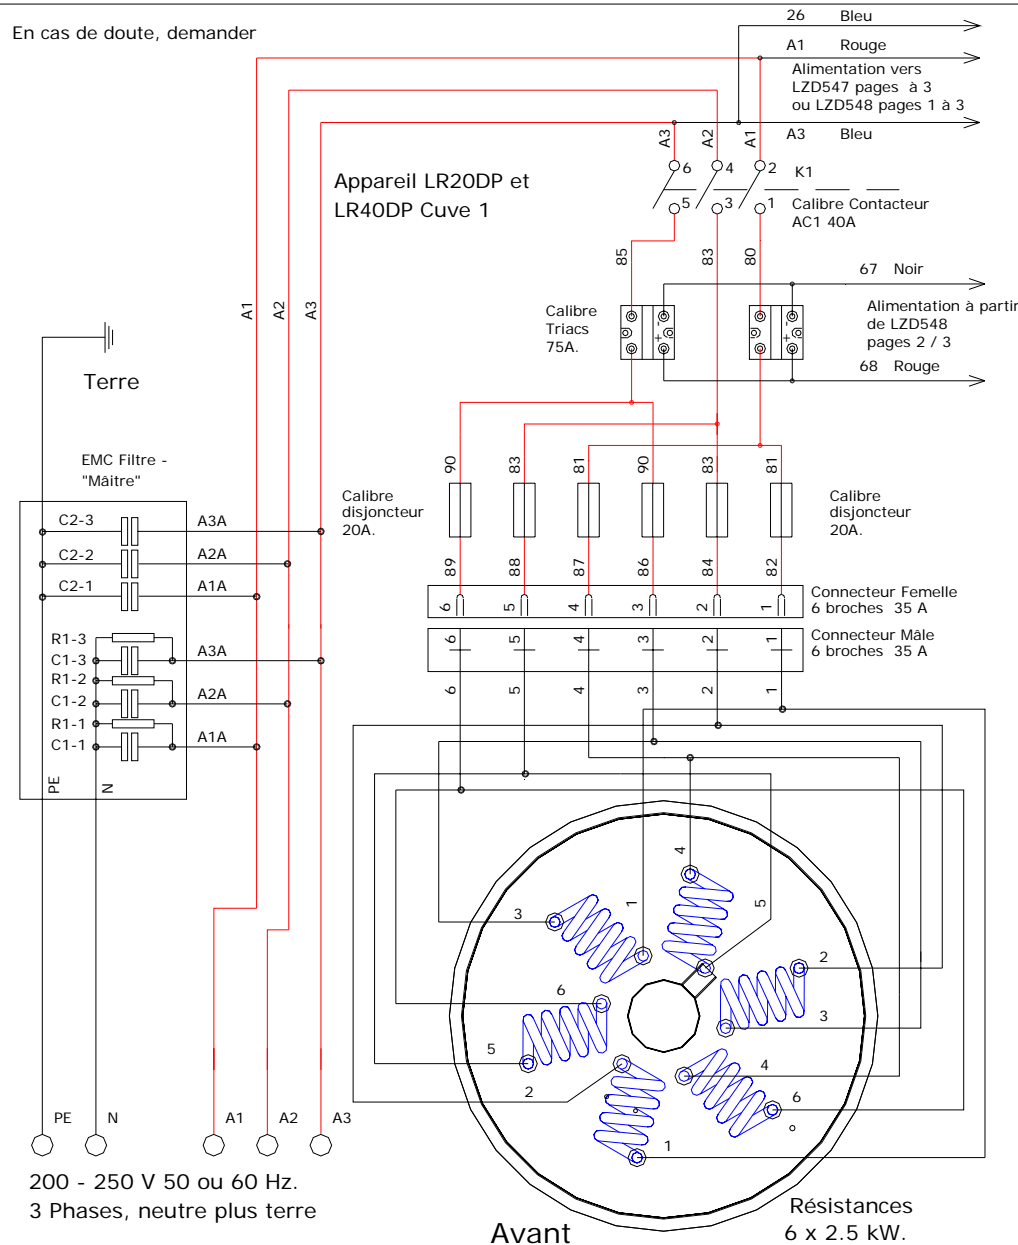 En cas de doute, demander
26 Bleu
A1 Rouge
Alimentation vers
LZD547 pages à 3
ou LZD548 pages 1 à 3
A3 Bleu
A3
A2
A1
6
4
2
K1
Appareil LR20DP et
LR40DP Cuve 1
5
3
1
Calibre Contacteur
AC1 40A
85
83
80
67 Noir
A1
A2
A3
Calibre
Triacs
75A.
-
+
-
+
Alimentation à partir
de LZD548
pages 2 / 3
68 Rouge
Terre
EMC Filtre -
"Mâitre"
90
83
81
90
83
81
Calibre
disjoncteur
20A.
Calibre
disjoncteur
20A.
C2-3 A3A
C2-2 A2A
C2-1 A1A
89
88
87
86
84
82
6
5
4
3
2
1
Connecteur Femelle
6 broches 35 A
6
5
4
3
2
1
Connecteur Mâle
6 broches 35 A
R1-3
C1-3 A3A
R1-2
C1-2 A2A
R1-1
C1-1 A1A
6
5
4
3
2
1
PE
N
4
1
5
3
2
6
3
5
4
2
6
1
PE
N
A1
A2
A3
200 - 250 V 50 ou 60 Hz.
3 Phases, neutre plus terre
Avant
Résistances
6 x 2.5 kW.